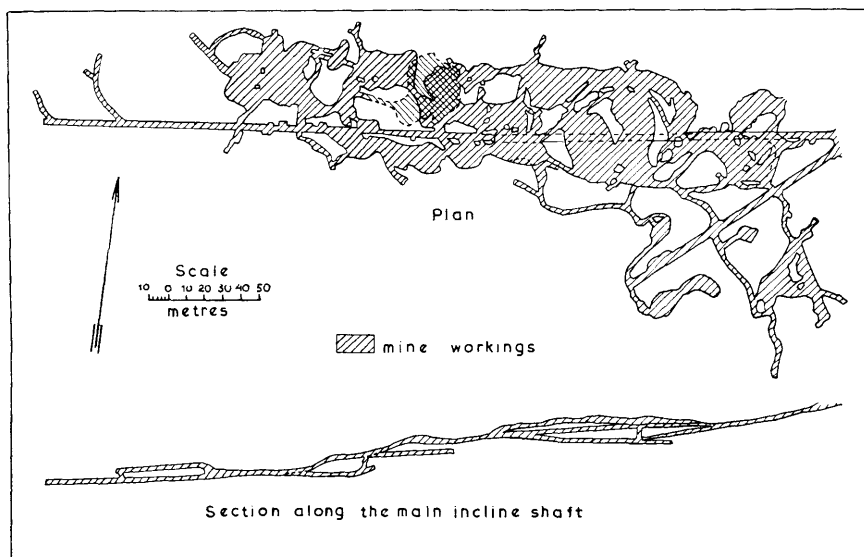 Plan
Scale
10 0 10 20 30 40 50
metres
mine workings
Section along the main incline shaft